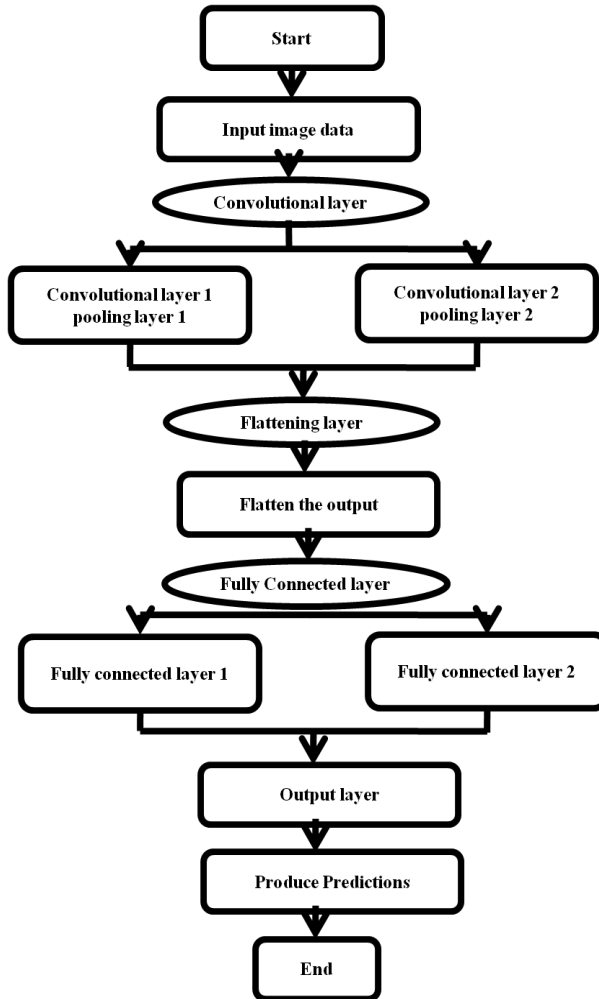 Start
Input image data
Convolutional layer
Convolutional layer 1
pooling layer 1
Convolutional layer 2
pooling layer 2
Flattening layer
Flatten the output
Fully Connected layer
Fully connected layer 1
Fully connected layer 2
Output layer
Produce Predictions
End